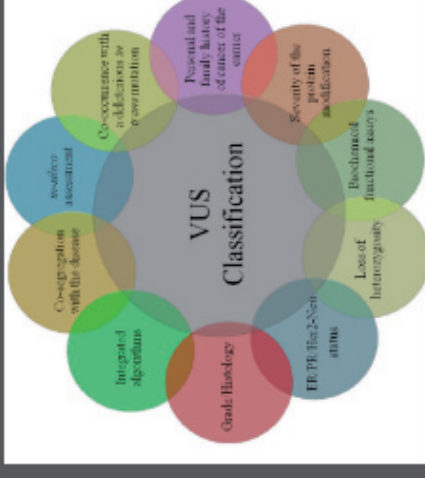 VUS
Classification
Personal and
family history
of cancer of the
carrier
Severity of the
protein
modification
Biochemical
functional assays
Loss of
heterozygosity
ER/PR/Her2-Neu
status
Grade/Histology
Integrated
algorithms
Co-segregation
with the disease
in-silico
assessment
Co-occurrence with
a deleterious
mutation